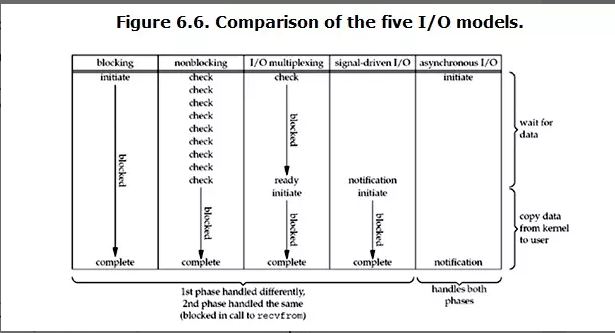 Figure 6.6. Comparison of the five I/O models.
blocking nonblocking I/O multiplexing signal-driven I/O asynchronous I/O
initiate check check initiate
check
check
check
check
check
check
check
check ready notification
initiate initiate
blocked
blocked
blocked
blocked
blocked
complete complete complete complete notification
wait for
data
copy data
from kernel
to user
1st phase handled differently,
2nd phase handled the same
(blocked in call to recvfrom)
handles both
phases